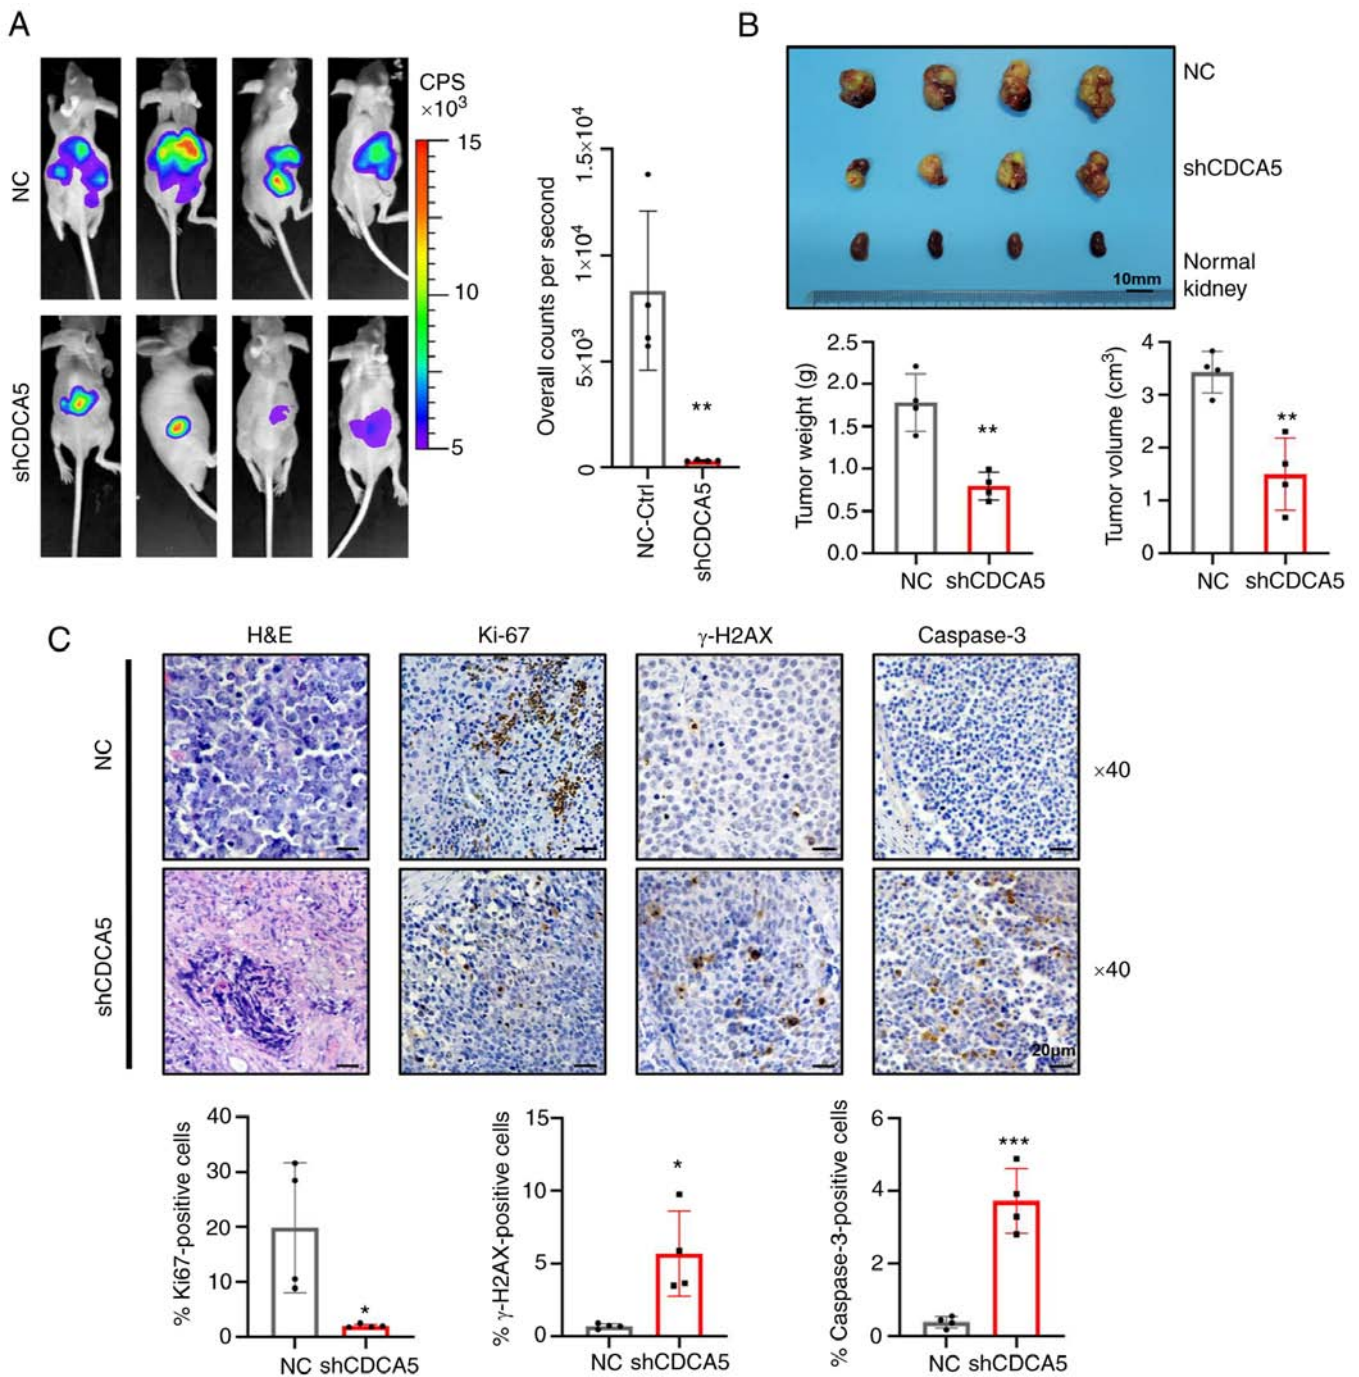 A
NC
shCDCA5
CPS
×10³
15
10
5
Overall counts per second
1.5×10⁴
1×10⁴
5×10³
0
**
NC-Ctrl
shCDCA5
B
NC
shCDCA5
Normal
kidney
10mm
Tumor weight (g)
2.5
2.0
1.5
1.0
0.5
0.0
**
NC
shCDCA5
Tumor volume (cm³)
4
3
2
1
0
**
NC
shCDCA5
C
H&E
Ki-67
γ-H2AX
Caspase-3
NC
×40
shCDCA5
×40
20μm
% Ki67-positive cells
40
30
20
10
0
*
NC
shCDCA5
% γ-H2AX-positive cells
15
10
5
0
*
NC
shCDCA5
% Caspase-3-positive cells
6
4
2
0
***
NC
shCDCA5